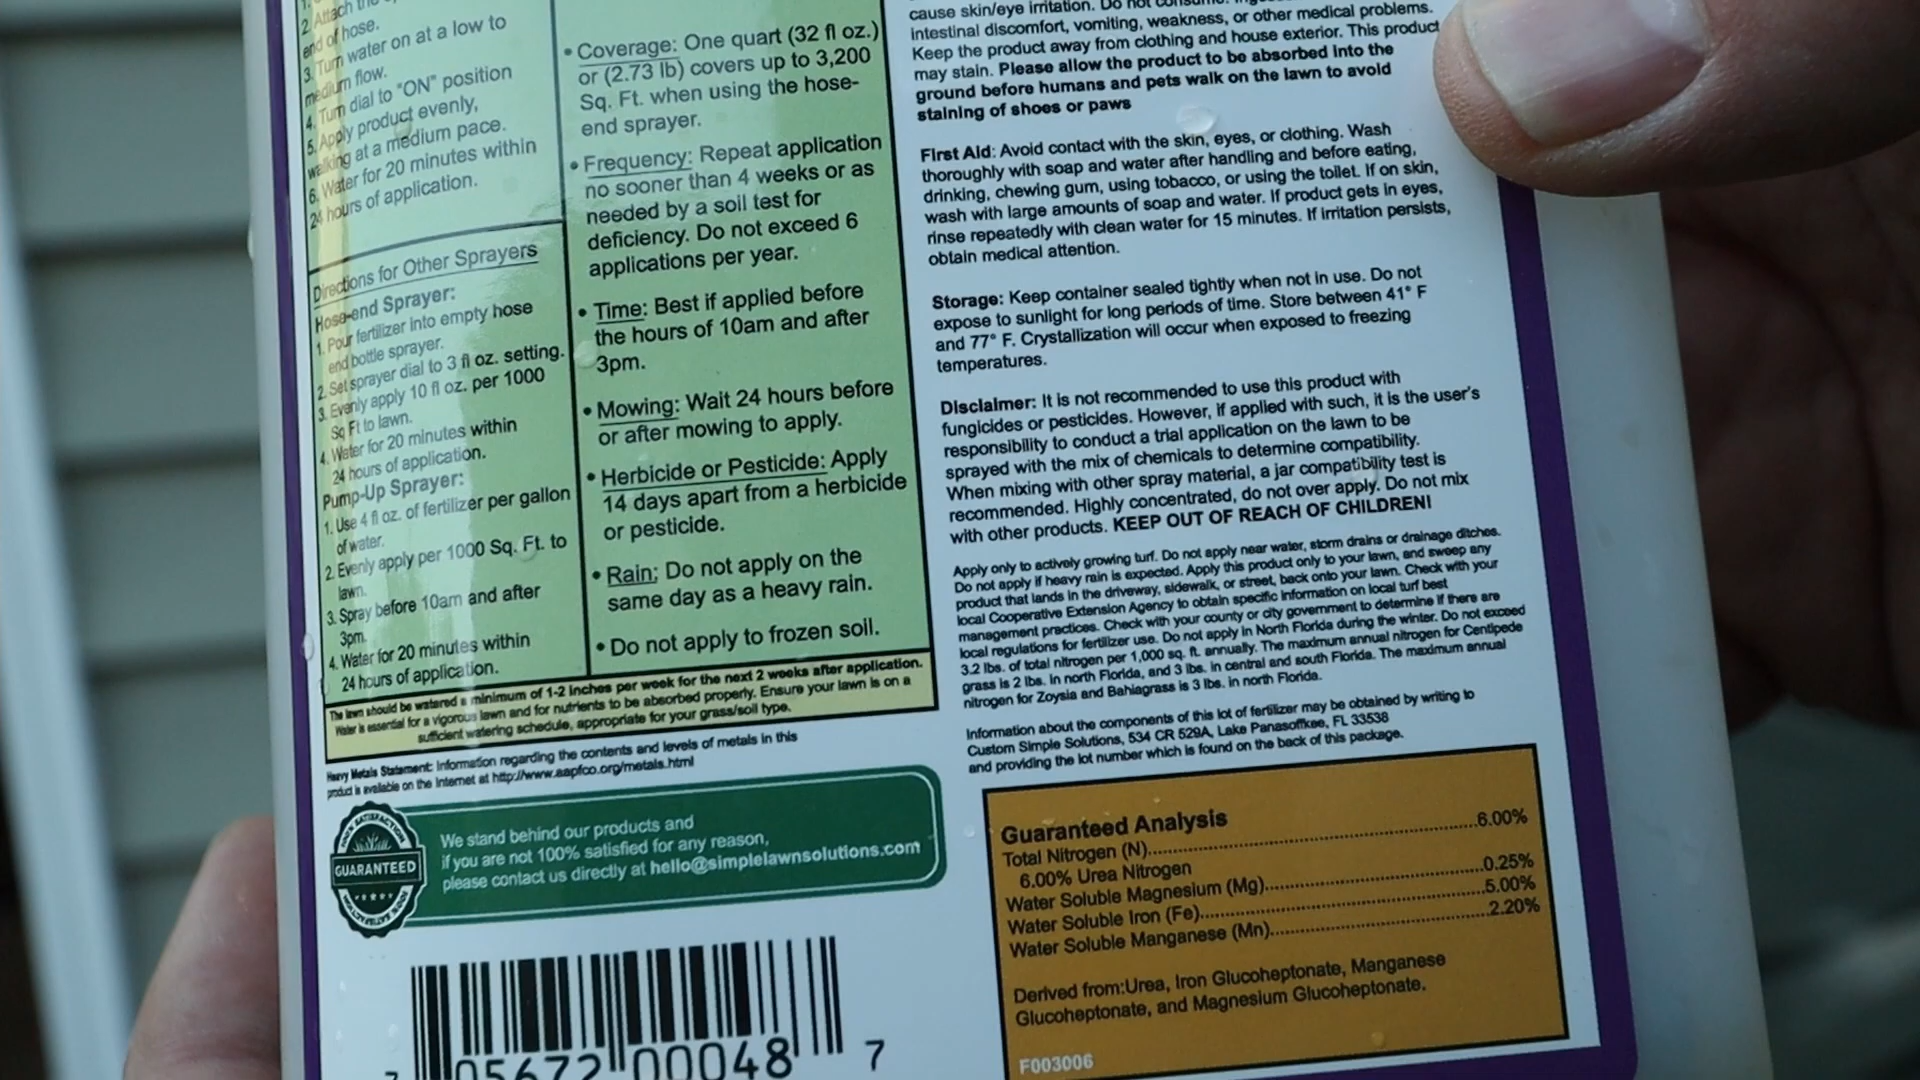 2. Attach the
end of hose.
3. Turn water on at a low to
medium flow.
4. Turn dial to "ON" position
5. Apply product evenly,
walking at a medium pace.
6. Water for 20 minutes within
24 hours of application.
Directions for Other Sprayers
Hose-end Sprayer:
1. Pour fertilizer into empty hose
end bottle sprayer.
2. Set sprayer dial to 3 fl oz. setting.
3. Evenly apply 10 fl oz. per 1000
Sq Ft to lawn.
4. Water for 20 minutes within
24 hours of application.
Pump-Up Sprayer:
1. Use 4 fl oz. of fertilizer per gallon
of water.
2. Evenly apply per 1000 Sq. Ft. to
lawn.
3. Spray before 10am and after
3pm.
4. Water for 20 minutes within
24 hours of application.
• Coverage: One quart (32 fl oz.)
or (2.73 lb) covers up to 3,200
Sq. Ft. when using the hose-
end sprayer.
• Frequency: Repeat application
no sooner than 4 weeks or as
needed by a soil test for
deficiency. Do not exceed 6
applications per year.
• Time: Best if applied before
the hours of 10am and after
3pm.
• Mowing: Wait 24 hours before
or after mowing to apply.
• Herbicide or Pesticide: Apply
14 days apart from a herbicide
or pesticide.
• Rain: Do not apply on the
same day as a heavy rain.
• Do not apply to frozen soil.
The lawn should be watered a minimum of 1-2 inches per week for the next 2 weeks after application.
Water is essential for a vigorous lawn and for nutrients to be absorbed properly. Ensure your lawn is on a
sufficient watering schedule, appropriate for your grass/soil type.
Heavy Metals Statement: Information regarding the contents and levels of metals in this
product is available on the Internet at http://www.aapfco.org/metals.html
GUARANTEED
We stand behind our products and
if you are not 100% satisfied for any reason,
please contact us directly at hello@simplelawnsolutions.com
05672 00048 7
cause skin/eye irritation. Do not consume.
intestinal discomfort, vomiting, weakness, or other medical problems.
Keep the product away from clothing and house exterior. This product
may stain. Please allow the product to be absorbed into the
ground before humans and pets walk on the lawn to avoid
staining of shoes or paws
First Aid: Avoid contact with the skin, eyes, or clothing. Wash
thoroughly with soap and water after handling and before eating,
drinking, chewing gum, using tobacco, or using the toilet. If on skin,
wash with large amounts of soap and water. If product gets in eyes,
rinse repeatedly with clean water for 15 minutes. If irritation persists,
obtain medical attention.
Storage: Keep container sealed tightly when not in use. Do not
expose to sunlight for long periods of time. Store between 41° F
and 77° F. Crystallization will occur when exposed to freezing
temperatures.
Disclaimer: It is not recommended to use this product with
fungicides or pesticides. However, if applied with such, it is the user's
responsibility to conduct a trial application on the lawn to be
sprayed with the mix of chemicals to determine compatibility.
When mixing with other spray material, a jar compatibility test is
recommended. Highly concentrated, do not over apply. Do not mix
with other products. KEEP OUT OF REACH OF CHILDREN!
Apply only to actively growing turf. Do not apply near water, storm drains or drainage ditches.
Do not apply if heavy rain is expected. Apply this product only to your lawn, and sweep any
product that lands in the driveway, sidewalk, or street, back onto your lawn. Check with your
local Cooperative Extension Agency to obtain specific information on local turf best
management practices. Check with your county or city government to determine if there are
local regulations for fertilizer use. Do not apply in North Florida during the winter. Do not exceed
3.2 lbs. of total nitrogen per 1,000 sq. ft. annually. The maximum annual nitrogen for Centipede
grass is 2 lbs. in north Florida, and 3 lbs. in central and south Florida. The maximum annual
nitrogen for Zoysia and Bahiagrass is 3 lbs. in north Florida.
Information about the components of this lot of fertilizer may be obtained by writing to
Custom Simple Solutions, 534 CR 529A, Lake Panasoffkee, FL 33538
and providing the lot number which is found on the back of this package.
Guaranteed Analysis
Total Nitrogen (N)....6.00%
6.00% Urea Nitrogen
Water Soluble Magnesium (Mg)....0.25%
Water Soluble Iron (Fe)....5.00%
Water Soluble Manganese (Mn)....2.20%
Derived from:Urea, Iron Glucoheptonate, Manganese
Glucoheptonate, and Magnesium Glucoheptonate.
F003006